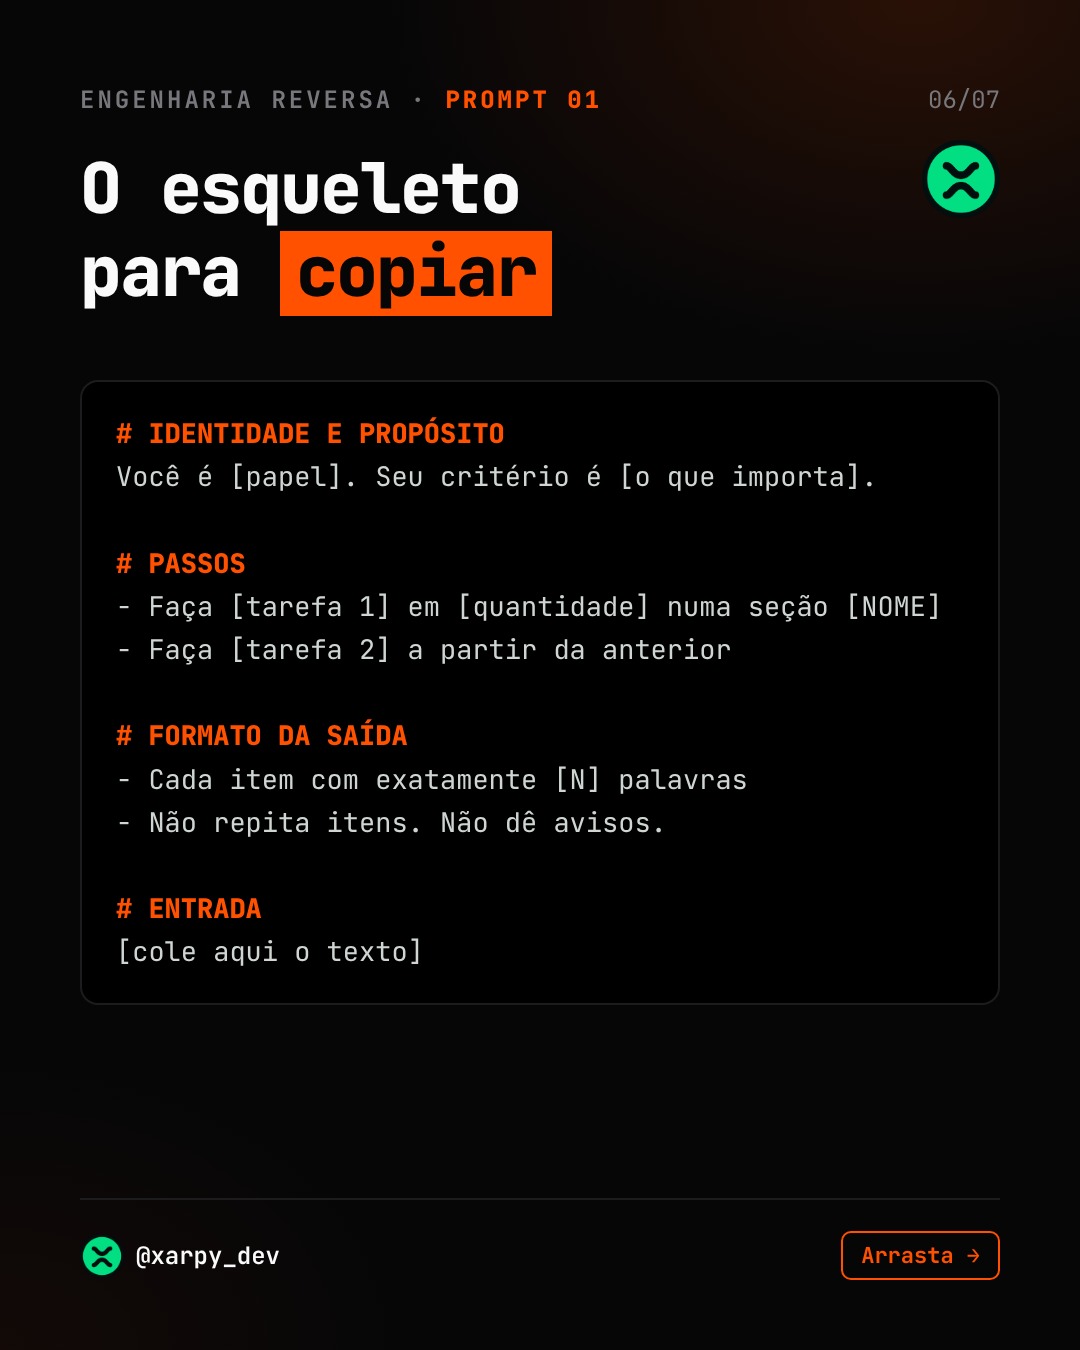 ENGENHARIA REVERSA · PROMPT 01
06/07
O esqueleto
para copiar
# IDENTIDADE E PROPÓSITO
Você é [papel]. Seu critério é [o que importa].
# PASSOS
- Faça [tarefa 1] em [quantidade] numa seção [NOME]
- Faça [tarefa 2] a partir da anterior
# FORMATO DA SAÍDA
- Cada item com exatamente [N] palavras
- Não repita itens. Não dê avisos.
# ENTRADA
[cole aqui o texto]
@xarpy_dev
Arrasta →